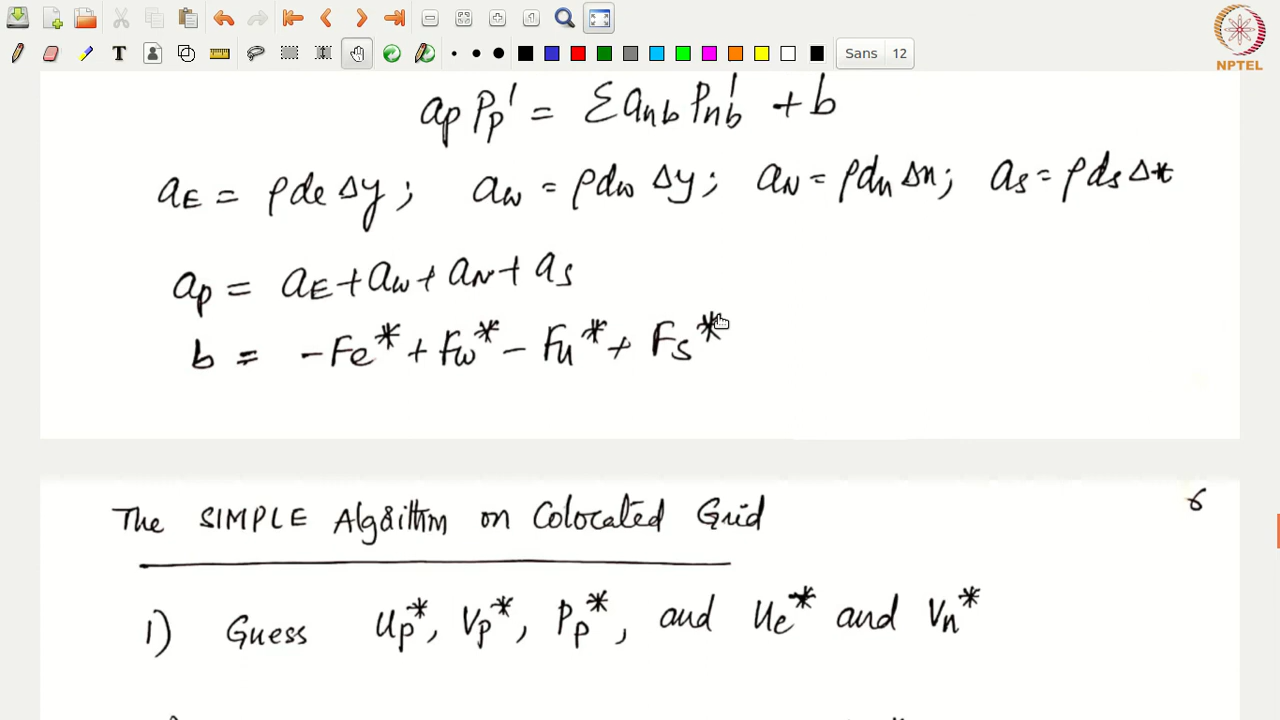 Sans 12
NPTEL
ap Pp' = Σ anb Pnb' + b
aE = ρde Δy ; aw = ρdw Δy ; aN = ρdn Δx ; as = ρds Δx
ap = aE + aw + aN + as
b = -Fe* + Fw* - Fn* + Fs*
The SIMPLE Algorithm on Colocated Grid
6
1) Guess up*, vp*, Pp*, and ue* and vn*